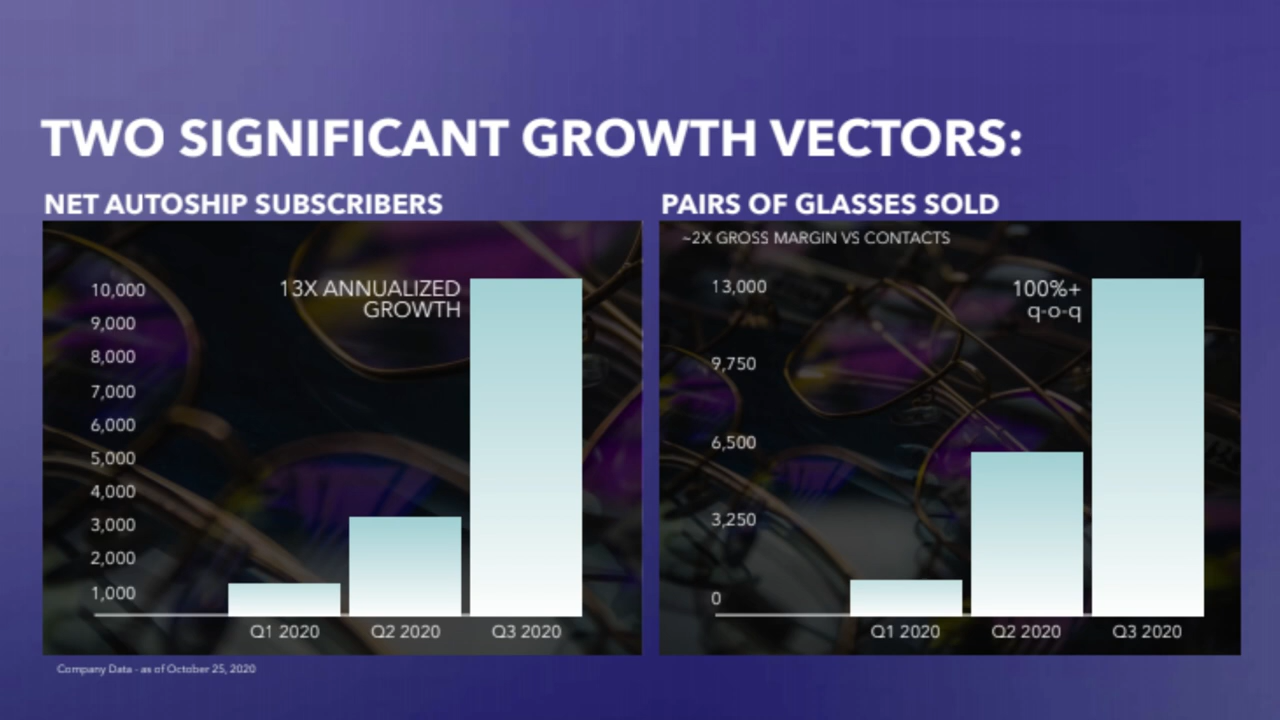 TWO SIGNIFICANT GROWTH VECTORS:
NET AUTOSHIP SUBSCRIBERS
10,000
9,000
8,000
7,000
6,000
5,000
4,000
3,000
2,000
1,000
13X ANNUALIZED
GROWTH
Q1 2020
Q2 2020
Q3 2020
PAIRS OF GLASSES SOLD
~2X GROSS MARGIN VS CONTACTS
13,000
9,750
6,500
3,250
0
100%+
q-o-q
Q1 2020
Q2 2020
Q3 2020
Company Data - as of October 25, 2020